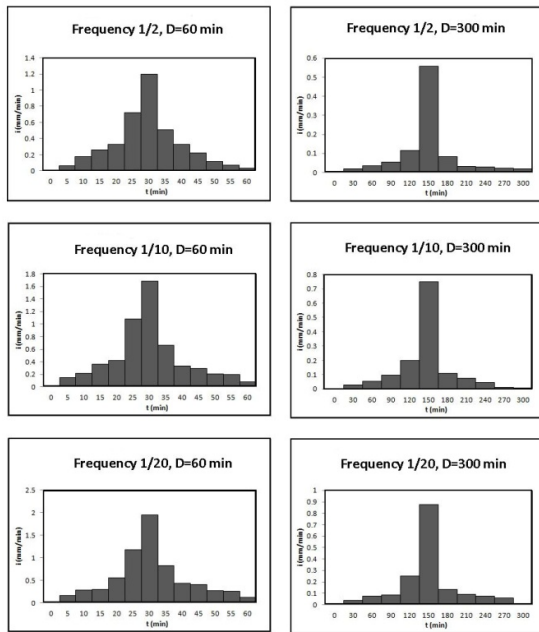 Frequency 1/2, D=60 min
1.4
1.2
1
0.8
0.6
0.4
0.2
0
i (mm/min)
0 5 10 15 20 25 30 35 40 45 50 55 60
t (min)
Frequency 1/2, D=300 min
0.6
0.5
0.4
0.3
0.2
0.1
0
i (mm/min)
0 30 60 90 120 150 180 210 240 270 300
t (min)
Frequency 1/10, D=60 min
1.8
1.6
1.4
1.2
1
0.8
0.6
0.4
0.2
0
i (mm/min)
0 5 10 15 20 25 30 35 40 45 50 55 60
t (min)
Frequency 1/10, D=300 min
0.8
0.7
0.6
0.5
0.4
0.3
0.2
0.1
0
i (mm/min)
0 30 60 90 120 150 180 210 240 270 300
t (min)
Frequency 1/20, D=60 min
2.5
2
1.5
1
0.5
0
i (mm/min)
0 5 10 15 20 25 30 35 40 45 50 55 60
t (min)
Frequency 1/20, D=300 min
1
0.9
0.8
0.7
0.6
0.5
0.4
0.3
0.2
0.1
0
i (mm/min)
0 30 60 90 120 150 180 210 240 270 300
t (min)